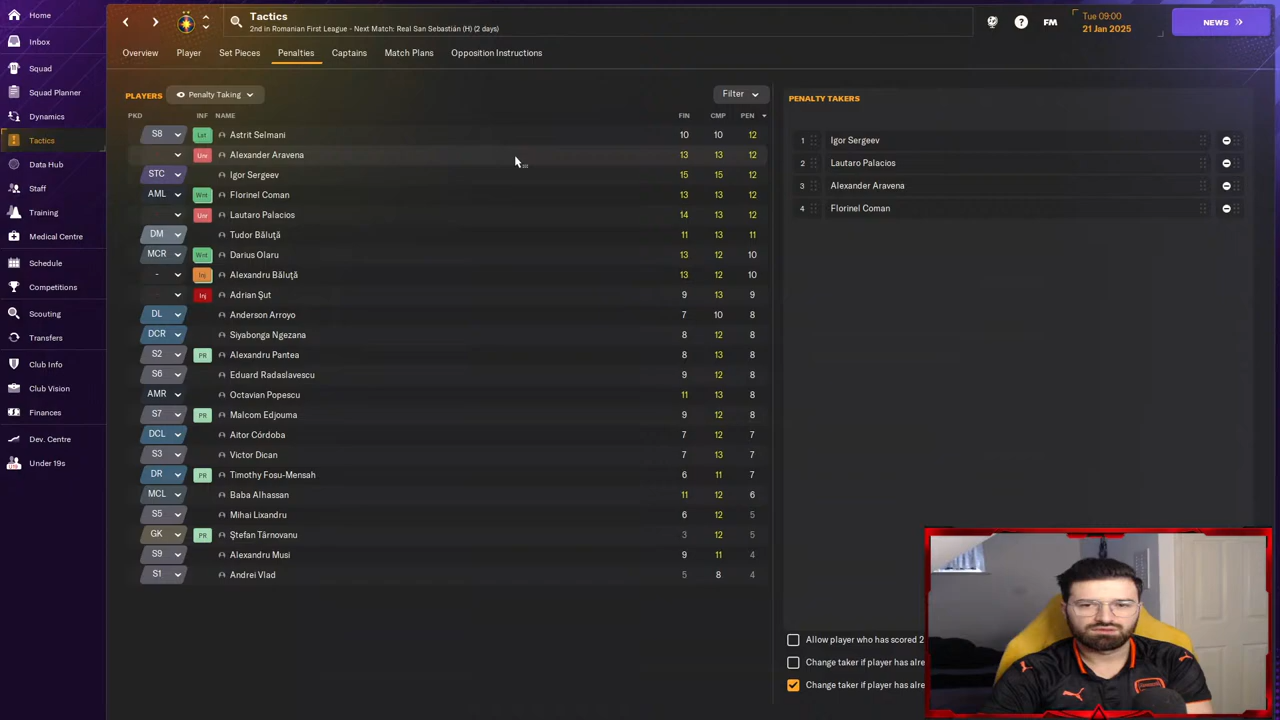 Home
Inbox
Squad
Squad Planner
Dynamics
Tactics
Data Hub
Staff
Training
Medical Centre
Schedule
Competitions
Scouting
Transfers
Club Info
Club Vision
Finances
Dev. Centre
Under 19s
Tactics
2nd in Romanian First League - Next Match: Real San Sebastián (H) (2 days)
FM
Tue 09:00
21 Jan 2025
NEWS
Overview
Player
Set Pieces
Penalties
Captains
Match Plans
Opposition Instructions
PLAYERS
Penalty Taking
Filter
PKD INF NAME FIN CMP PEN
S8 Lst Astrit Selmani 10 10 12
Unr Alexander Aravena 13 13 12
STC Igor Sergeev 15 15 12
AML Wnt Florinel Coman 13 13 12
Unr Lautaro Palacios 14 13 12
DM Tudor Băluţă 11 13 11
MCR Wnt Darius Olaru 13 12 10
- Inj Alexandru Băluţă 13 12 10
Inj Adrian Şut 9 13 9
DL Anderson Arroyo 7 10 8
DCR Siyabonga Ngezana 8 12 8
S2 PR Alexandru Pantea 8 13 8
S6 Eduard Radaslavescu 9 12 8
AMR Octavian Popescu 11 13 8
S7 PR Malcom Edjouma 9 12 8
DCL Aitor Córdoba 7 12 7
S3 Victor Dican 7 13 7
DR PR Timothy Fosu-Mensah 6 11 7
MCL Baba Alhassan 11 12 6
S5 Mihai Lixandru 6 12 5
GK PR Ştefan Târnovanu 3 12 5
S9 Alexandru Musi 9 11 4
S1 Andrei Vlad 5 8 4
PENALTY TAKERS
1 Igor Sergeev
2 Lautaro Palacios
3 Alexander Aravena
4 Florinel Coman
Allow player who has scored 2
Change taker if player has alre
Change taker if player has alre